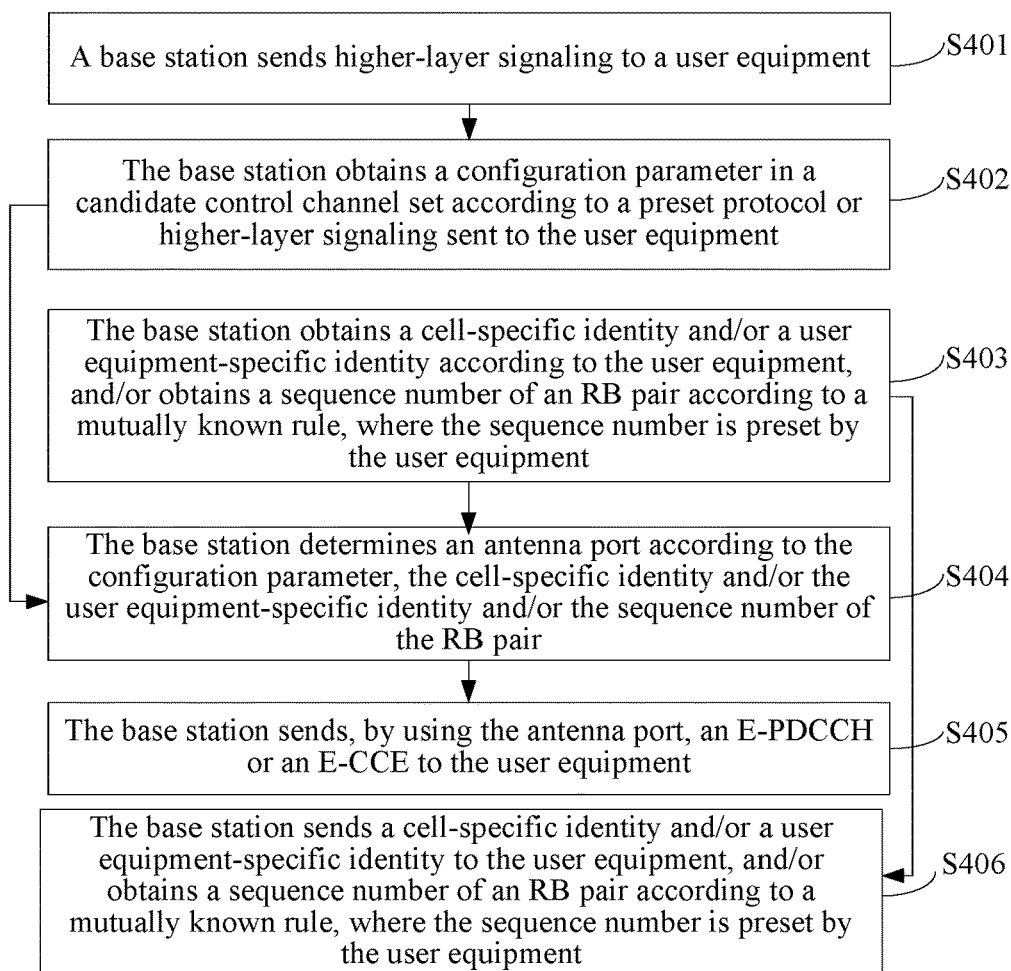 A base station sends higher-layer signaling to a user equipment
S401
The base station obtains a configuration parameter in a
candidate control channel set according to a preset protocol or
higher-layer signaling sent to the user equipment
S402
The base station obtains a cell-specific identity and/or a user
equipment-specific identity according to the user equipment,
and/or obtains a sequence number of an RB pair according to a
mutually known rule, where the sequence number is preset by
the user equipment
S403
The base station determines an antenna port according to the
configuration parameter, the cell-specific identity and/or the
user equipment-specific identity and/or the sequence number of
the RB pair
S404
The base station sends, by using the antenna port, an E-PDCCH
or an E-CCE to the user equipment
S405
The base station sends a cell-specific identity and/or a user
equipment-specific identity to the user equipment, and/or
obtains a sequence number of an RB pair according to a
mutually known rule, where the sequence number is preset by
the user equipment
S406